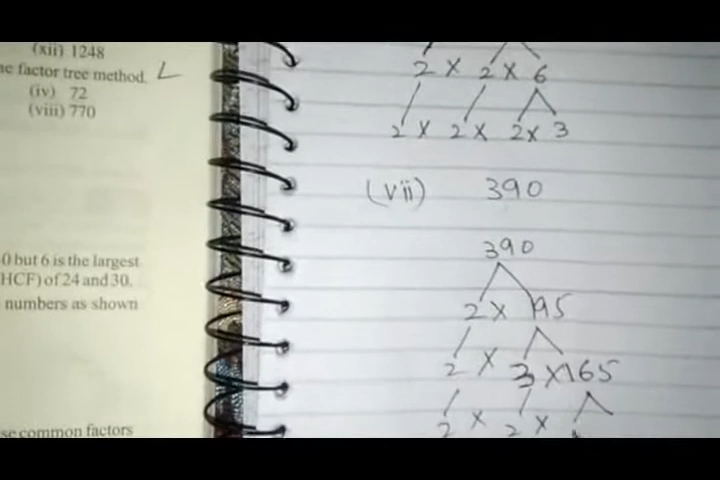 (xii) 1248
ne factor tree method.
(iv) 72
(viii) 770
0 but 6 is the largest
HCF) of 24 and 30.
numbers as shown
se common factors
2 × 2 × 6
2 × 2 × 2 × 3
(vii) 390
390
2 × 195
2 × 3 × 65
2 × 2 ×